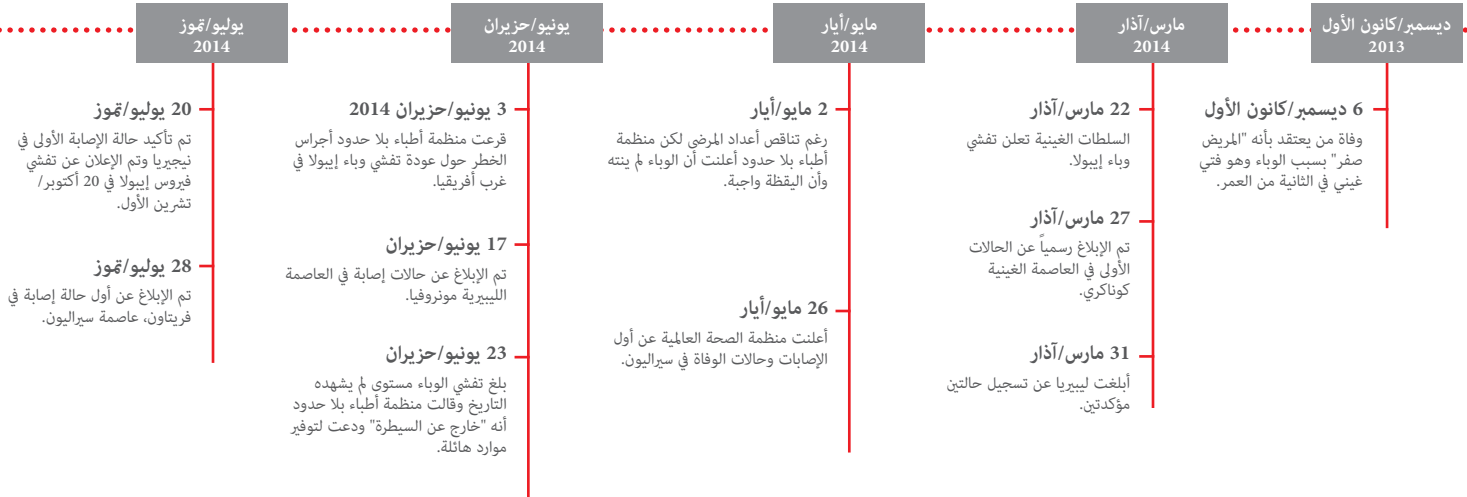 ديسمبر/كانون الأول
2013
6 ديسمبر/كانون الأول
وفاة من يعتقد بأنه "المريض
صفر" بسبب الوباء وهو فتي
غيني في الثانية من العمر.
مارس/آذار
2014
22 مارس/آذار
السلطات الغينية تعلن تفشي
وباء إيبولا.
27 مارس/آذار
تم الإبلاغ رسمياً عن الحالات
الأولى في العاصمة الغينية
كوناكري.
31 مارس/آذار
أبلغت ليبيريا عن تسجيل حالتين
مؤكدتين.
مايو/أيار
2014
2 مايو/أيار
رغم تناقص أعداد المرضى لكن منظمة
أطباء بلا حدود أعلنت أن الوباء لم ينته
وأن اليقظة واجبة.
26 مايو/أيار
أعلنت منظمة الصحة العالمية عن أول
الإصابات وحالات الوفاة في سيراليون.
يونيو/حزيران
2014
3 يونيو/حزيران 2014
قرعت منظمة أطباء بلا حدود أجراس
الخطر حول عودة تفشي وباء إيبولا في
غرب أفريقيا.
17 يونيو/حزيران
تم الإبلاغ عن حالات إصابة في العاصمة
الليبيرية مونروفيا.
23 يونيو/حزيران
بلغ تفشي الوباء مستوى لم يشهده
التاريخ وقالت منظمة أطباء بلا حدود
أنه "خارج عن السيطرة" ودعت لتوفير
موارد هائلة.
يوليو/تموز
2014
20 يوليو/تموز
تم تأكيد حالة الإصابة الأولى في
نيجيريا وتم الإعلان عن تفشي
فيروس إيبولا في 20 أكتوبر/
تشرين الأول.
28 يوليو/تموز
تم الإبلاغ عن أول حالة إصابة في
فريتاون، عاصمة سيراليون.